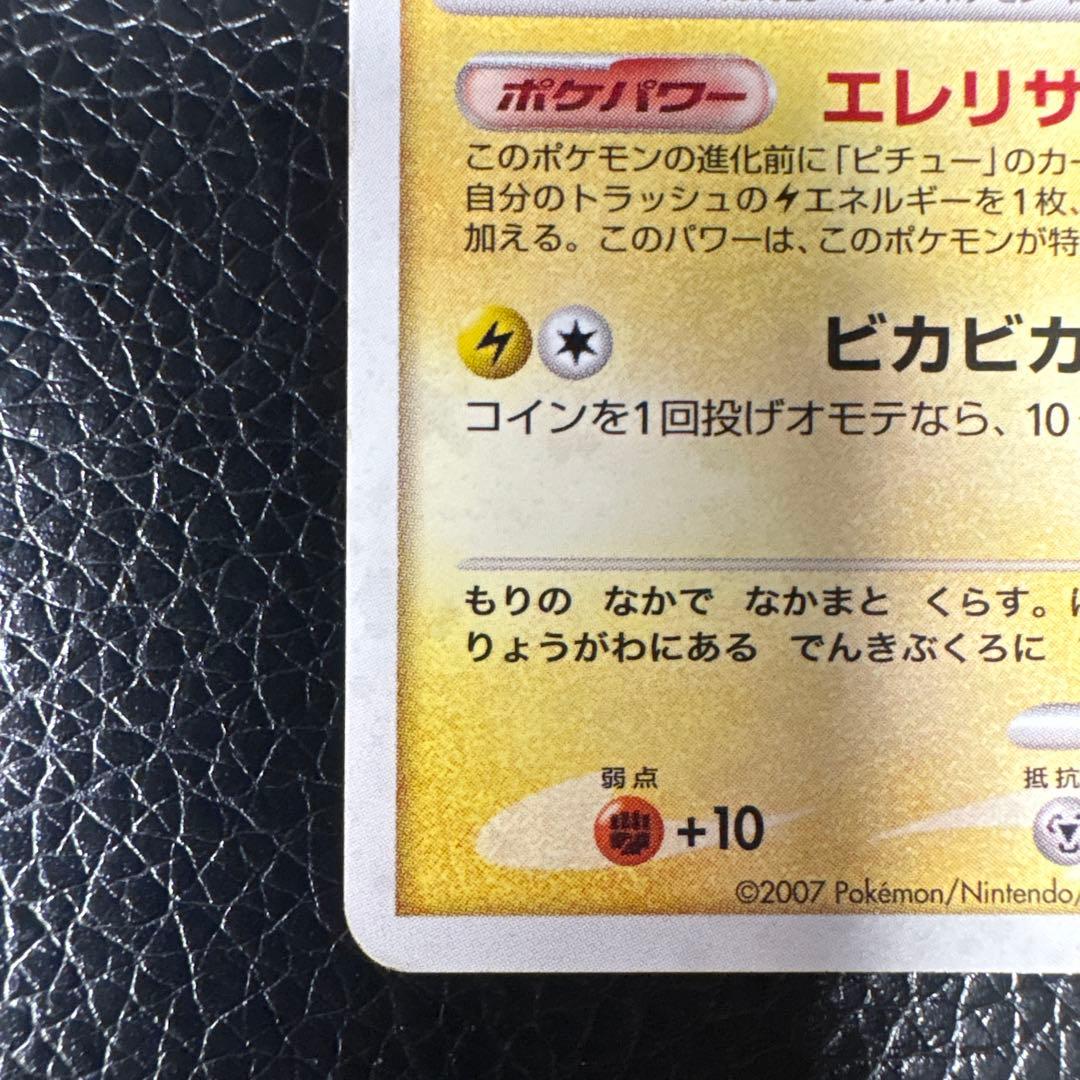 ポケパワー エレリサ
このポケモンの進化前に「ピチュー」のカー
自分のトラッシュのエネルギーを1枚、
加える。このパワーは、このポケモンが特
ビカビカ
コインを1回投げオモテなら、10
もりの なかで なかまと くらす。
りょうがわにある でんきぶくろに
弱点 抵抗
+10
©2007 Pokémon/Nintendo/